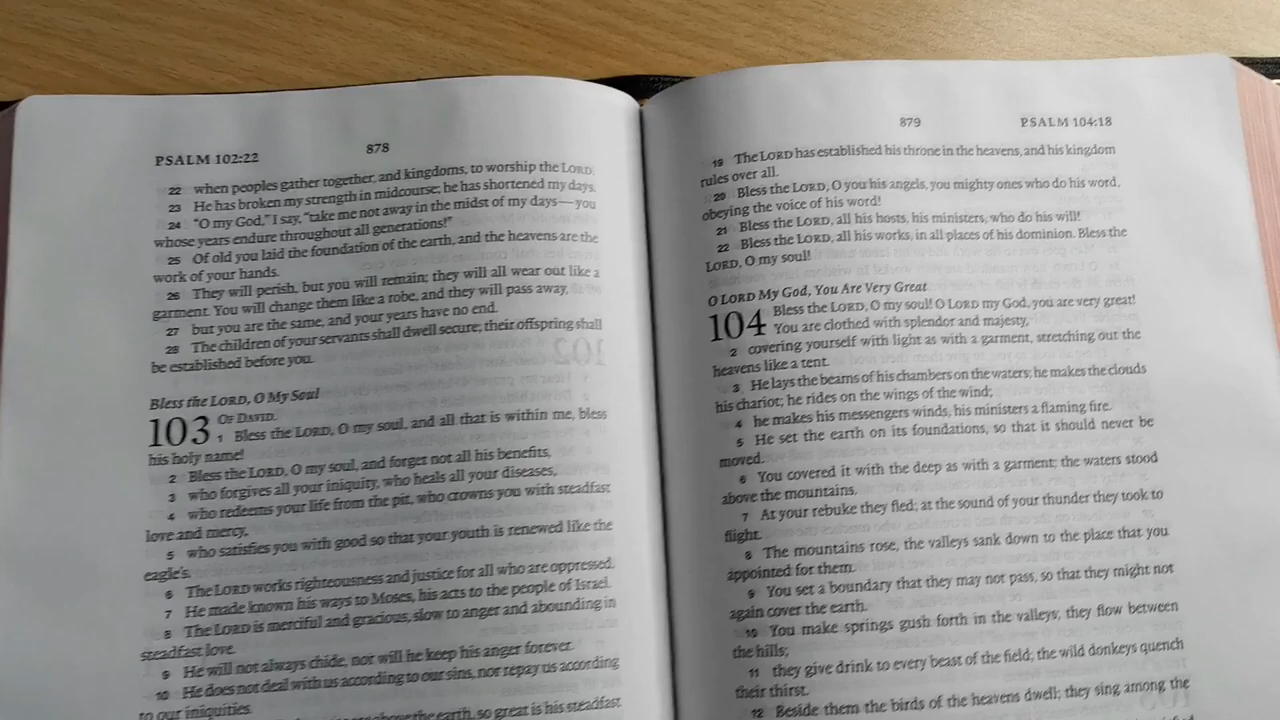 PSALM 102:22
878
22 when peoples gather together, and kingdoms, to worship the LORD.
23 He has broken my strength in midcourse; he has shortened my days.
24 "O my God," I say, "take me not away in the midst of my days—you
whose years endure throughout all generations!"
25 Of old you laid the foundation of the earth, and the heavens are the
work of your hands.
26 They will perish, but you will remain; they will all wear out like a
garment. You will change them like a robe, and they will pass away,
27 but you are the same, and your years have no end.
28 The children of your servants shall dwell secure; their offspring shall
be established before you.
Bless the LORD, O My Soul
103 OF DAVID.
1 Bless the LORD, O my soul, and all that is within me, bless
his holy name!
2 Bless the LORD, O my soul, and forget not all his benefits,
3 who forgives all your iniquity, who heals all your diseases,
4 who redeems your life from the pit, who crowns you with steadfast
love and mercy,
5 who satisfies you with good so that your youth is renewed like the
eagle's.
6 The LORD works righteousness and justice for all who are oppressed.
7 He made known his ways to Moses, his acts to the people of Israel.
8 The LORD is merciful and gracious, slow to anger and abounding in
steadfast love.
9 He will not always chide, nor will he keep his anger forever.
10 He does not deal with us according to our sins, nor repay us according
to our iniquities.
above the earth, so great is his steadfast
879
PSALM 104:18
19 The LORD has established his throne in the heavens, and his kingdom
rules over all.
20 Bless the LORD, O you his angels, you mighty ones who do his word,
obeying the voice of his word!
21 Bless the LORD, all his hosts, his ministers, who do his will!
22 Bless the LORD, all his works, in all places of his dominion. Bless the
LORD, O my soul!
O LORD My God, You Are Very Great
104 Bless the LORD, O my soul! O LORD my God, you are very great!
You are clothed with splendor and majesty,
2 covering yourself with light as with a garment, stretching out the
heavens like a tent.
3 He lays the beams of his chambers on the waters; he makes the clouds
his chariot; he rides on the wings of the wind;
4 he makes his messengers winds, his ministers a flaming fire.
5 He set the earth on its foundations, so that it should never be
moved.
6 You covered it with the deep as with a garment; the waters stood
above the mountains.
7 At your rebuke they fled; at the sound of your thunder they took to
flight.
8 The mountains rose, the valleys sank down to the place that you
appointed for them.
9 You set a boundary that they may not pass, so that they might not
again cover the earth.
10 You make springs gush forth in the valleys; they flow between
the hills;
11 they give drink to every beast of the field; the wild donkeys quench
their thirst.
12 Beside them the birds of the heavens dwell; they sing among the